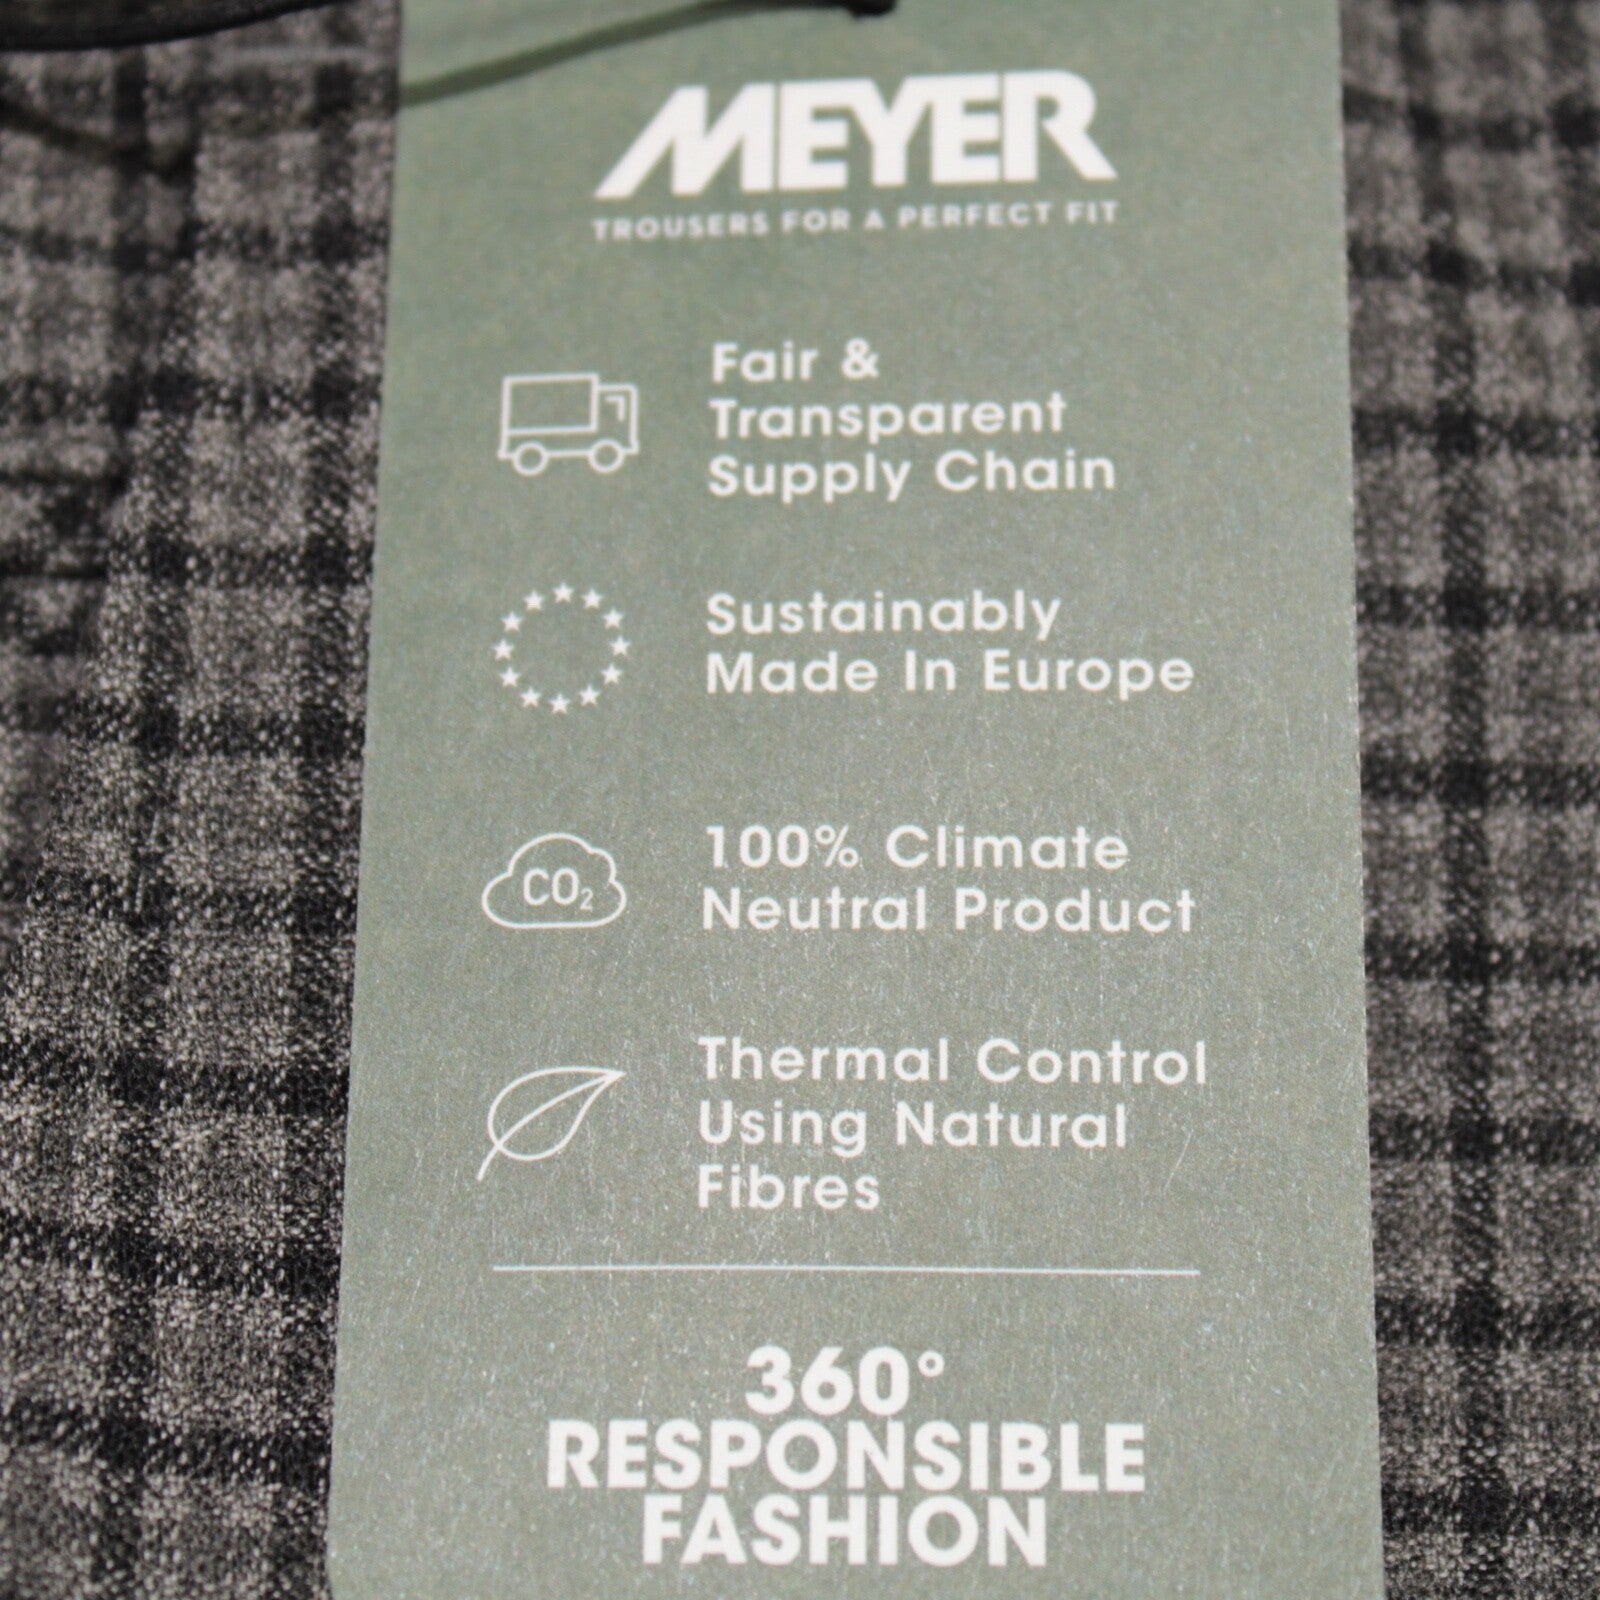 MEYER
TROUSERS FOR A PERFECT FIT
Fair &
Transparent
Supply Chain
Sustainably
Made In Europe
CO₂
100% Climate
Neutral Product
Thermal Control
Using Natural
Fibres
360°
RESPONSIBLE
FASHION